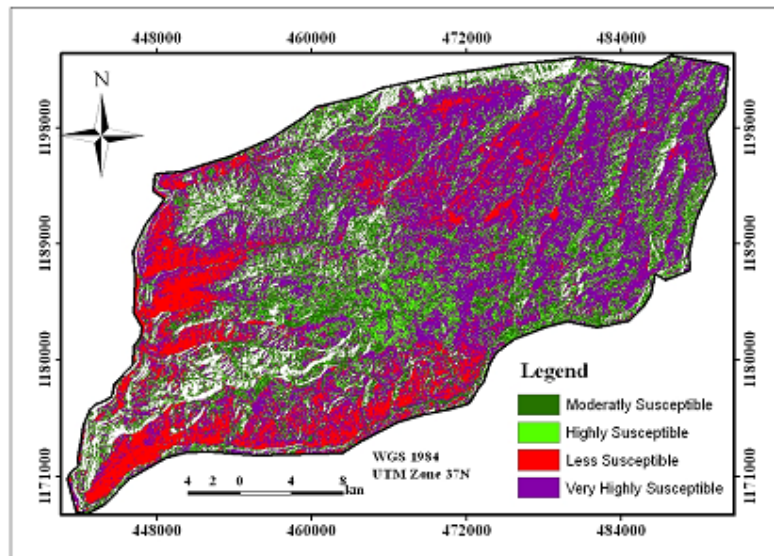 448000 460000 472000 484000
N
1198000 1198000
1189000 1189000
1180000 1180000
1171000 1171000
Legend
Moderatly Susceptible
Highly Susceptible
Less Susceptible
Very Highly Susceptible
WGS 1984
UTM Zone 37N
4 2 0 4 8
km
448000 460000 472000 484000